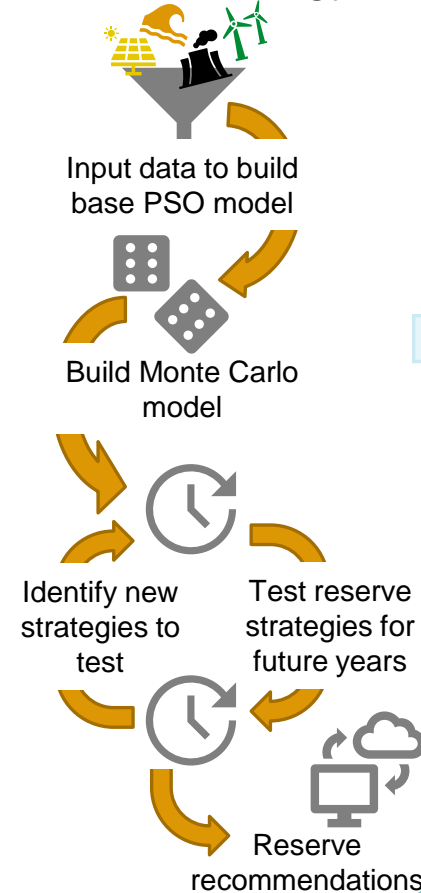 Input data to build
base PSO model
Build Monte Carlo
model
Identify new
strategies to
test
Test reserve
strategies for
future years
Reserve
recommendations